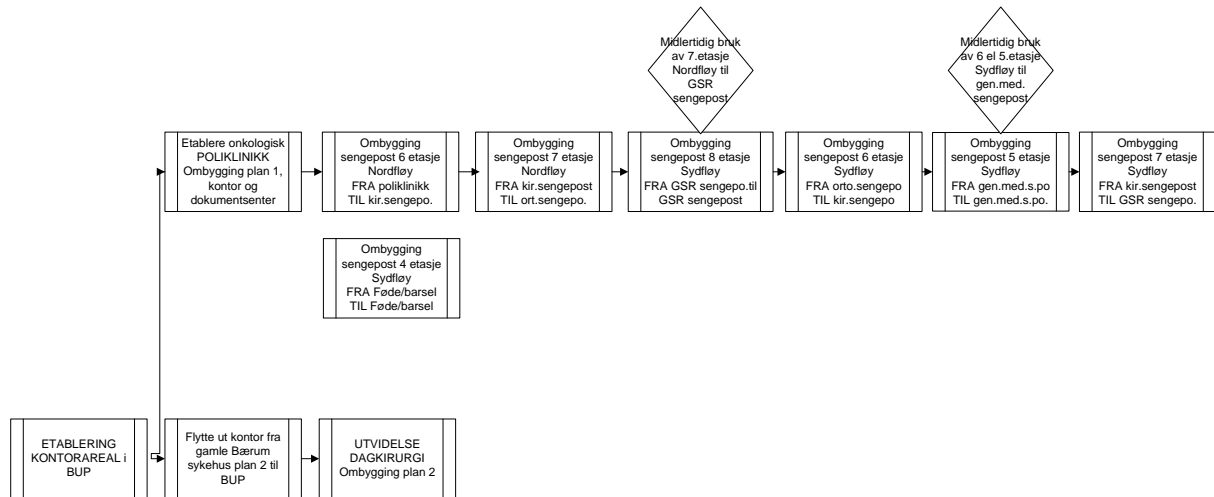 Midlertidig bruk
av 7.etasje
Nordfløy til
GSR
sengepost
Midlertidig bruk
av 6 el 5.etasje
Sydfløy til
gen.med.
sengepost
Etablere onkologisk
POLIKLINIKK
Ombygging plan 1,
kontor og
dokumentsenter
Ombygging
sengepost 6 etasje
Nordfløy
FRA poliklinikk
TIL kir.sengepo.
Ombygging
sengepost 7 etasje
Nordfløy
FRA kir.sengepost
TIL ort.sengepo.
Ombygging
sengepost 8 etasje
Sydfløy
FRA GSR sengepo.til
GSR sengepost
Ombygging
sengepost 6 etasje
Sydfløy
FRA orto.sengepo
TIL kir.sengepo
Ombygging
sengepost 5 etasje
Sydfløy
FRA gen.med.s.po
TIL gen.med.s.po.
Ombygging
sengepost 7 etasje
Sydfløy
FRA kir.sengepost
TIL GSR sengepo.
Ombygging
sengepost 4 etasje
Sydfløy
FRA Føde/barsel
TIL Føde/barsel
ETABLERING
KONTORAREAL i
BUP
Flytte ut kontor fra
gamle Bærum
sykehus plan 2 til
BUP
UTVIDELSE
DAGKIRURGI
Ombygging plan 2